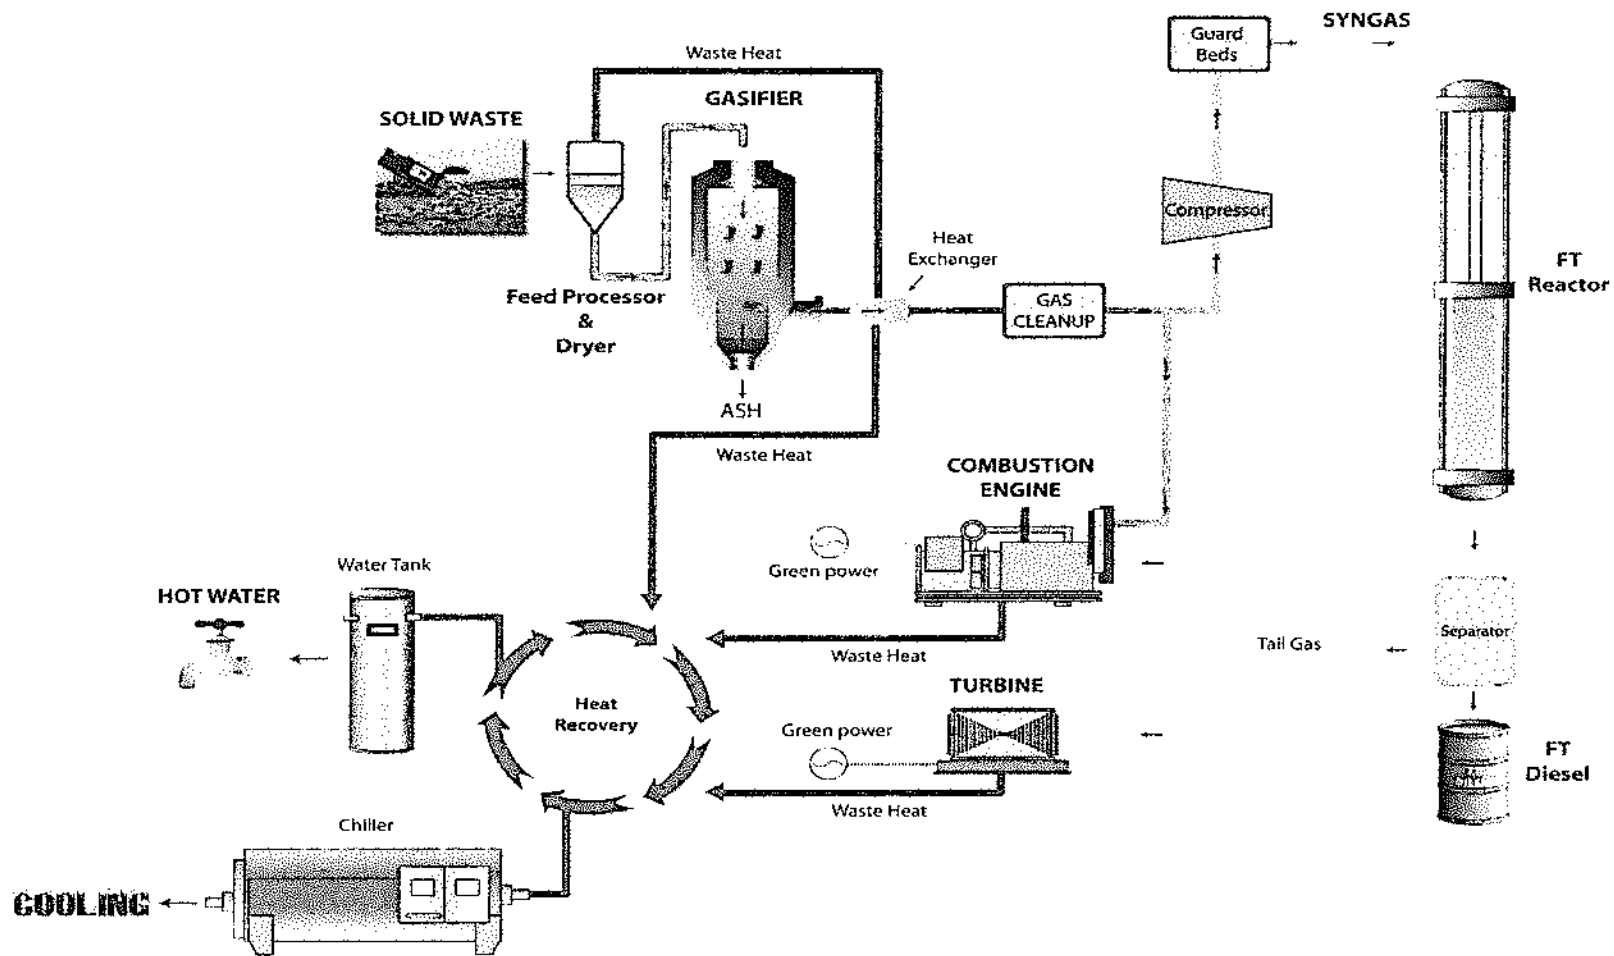 SYNGAS
Guard
Beds
Waste Heat
GASIFIER
SOLID WASTE
Compressor
Heat
Exchanger
FT
Reactor
Feed Processor
&
Dryer
GAS
CLEANUP
ASH
Waste Heat
COMBUSTION
ENGINE
Green power
Water Tank
HOT WATER
Separator
Tail Gas
Waste Heat
TURBINE
Heat
Recovery
Green power
FT
Diesel
Waste Heat
Chiller
COOLING